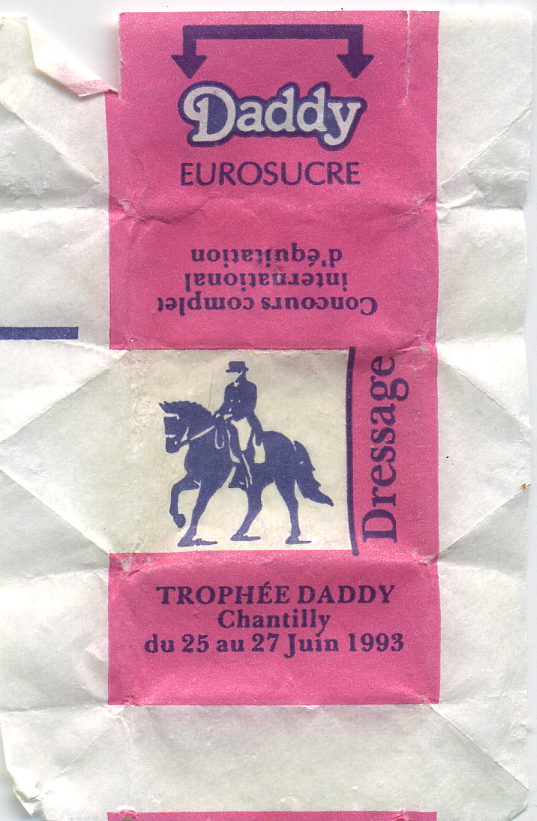 Daddy
EUROSUCRE
Concours complet
international
d'équitation
Dressage
TROPHÉE DADDY
Chantilly
du 25 au 27 Juin 1993